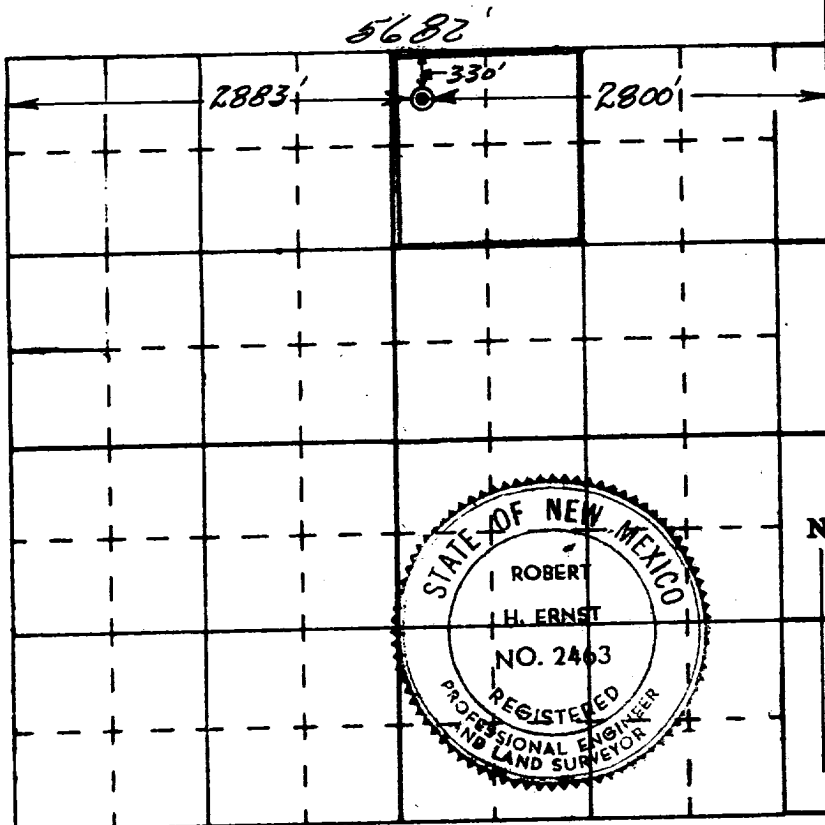 5682'
330'
2883'
2800'
STATE OF NEW MEXICO
ROBERT
H. ERNST
NO. 2463
REGISTERED
PROFESSIONAL ENGINEER
AND LAND SURVEYOR
N